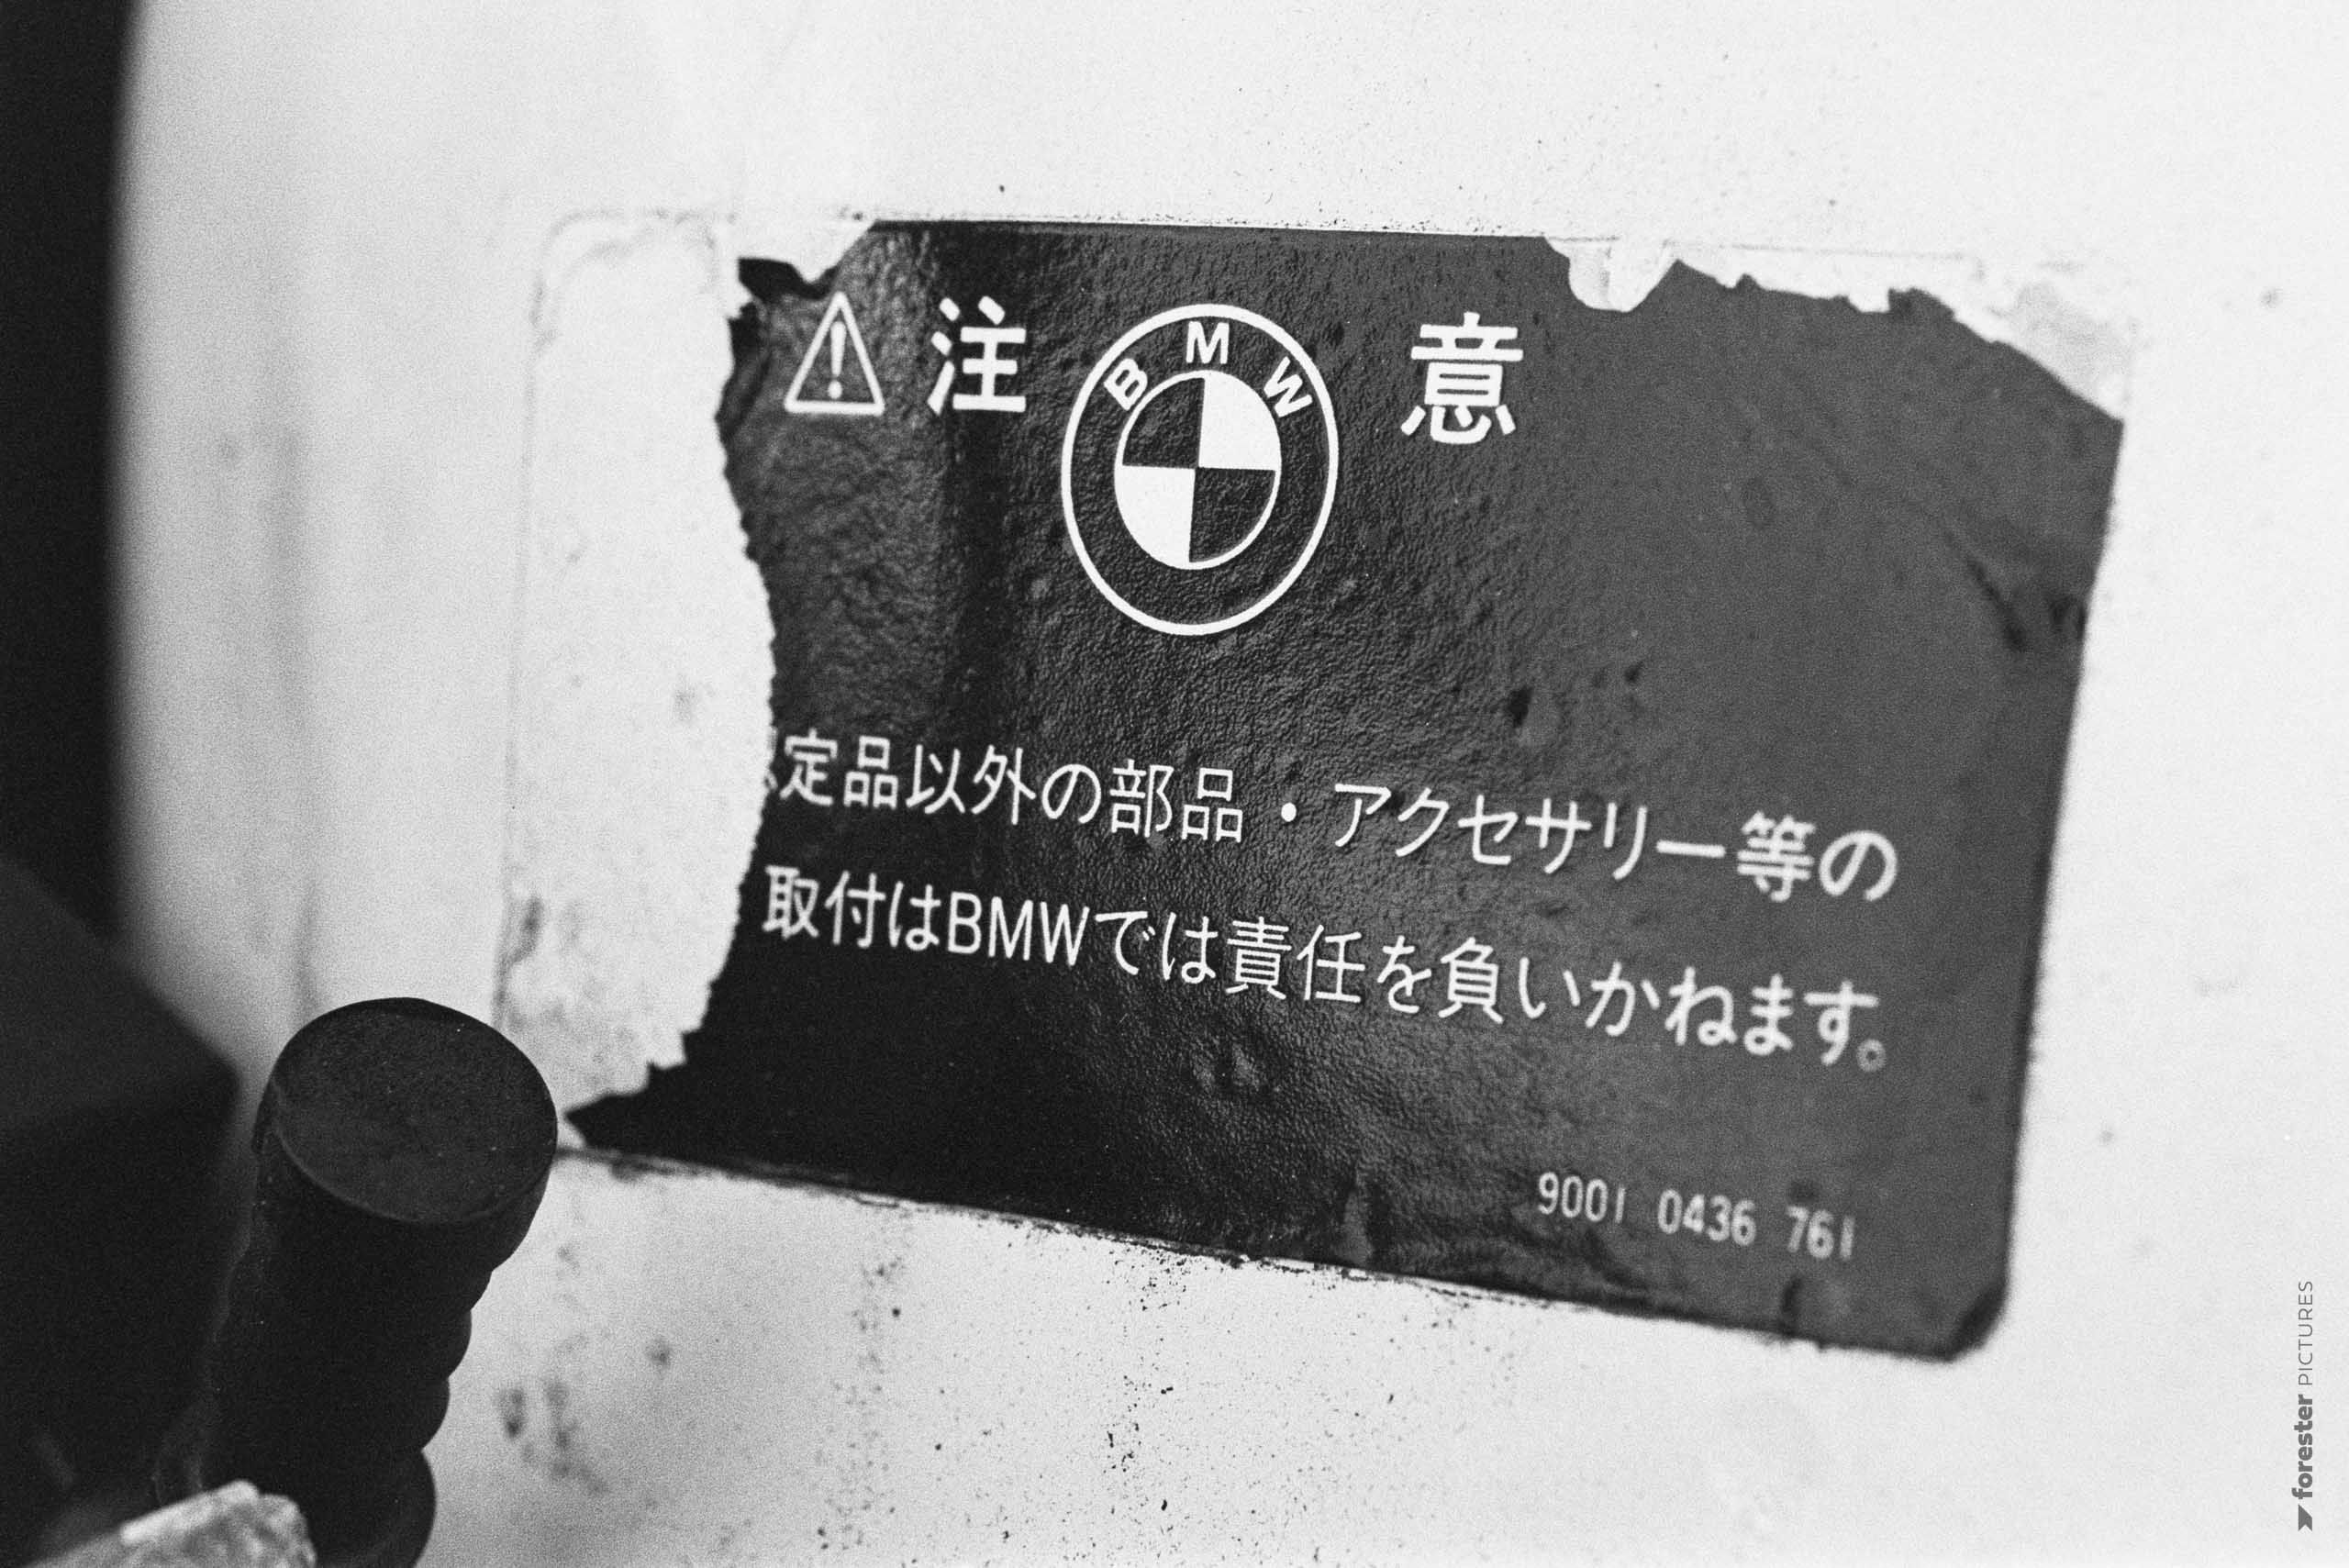 注 意
BMW
定品以外の部品・アクセサリー等の
取付はBMWでは責任を負いかねます。
9001 0436 761
forester PICTURES